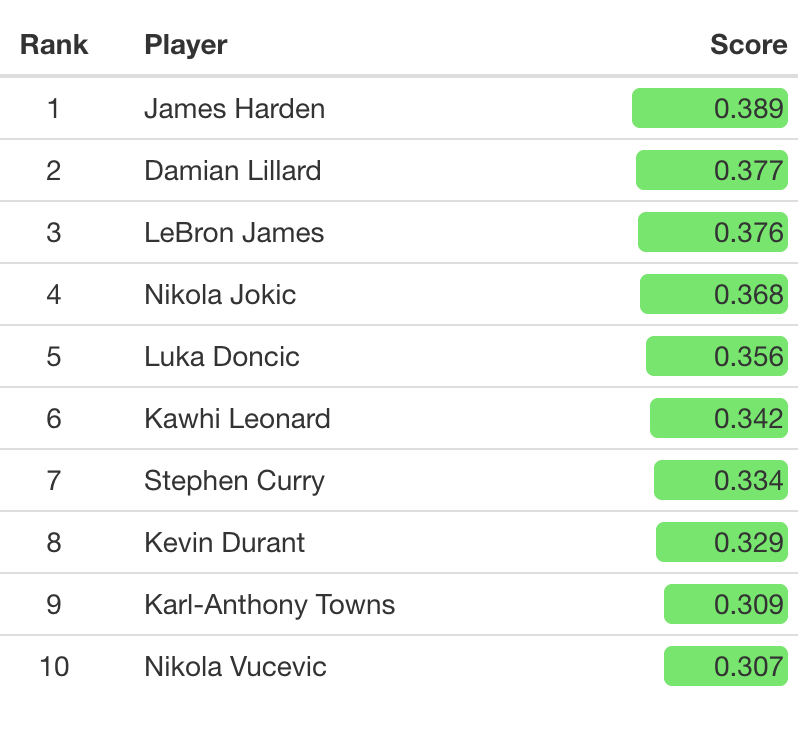 Rank Player Score
1 James Harden 0.389
2 Damian Lillard 0.377
3 LeBron James 0.376
4 Nikola Jokic 0.368
5 Luka Doncic 0.356
6 Kawhi Leonard 0.342
7 Stephen Curry 0.334
8 Kevin Durant 0.329
9 Karl-Anthony Towns 0.309
10 Nikola Vucevic 0.307